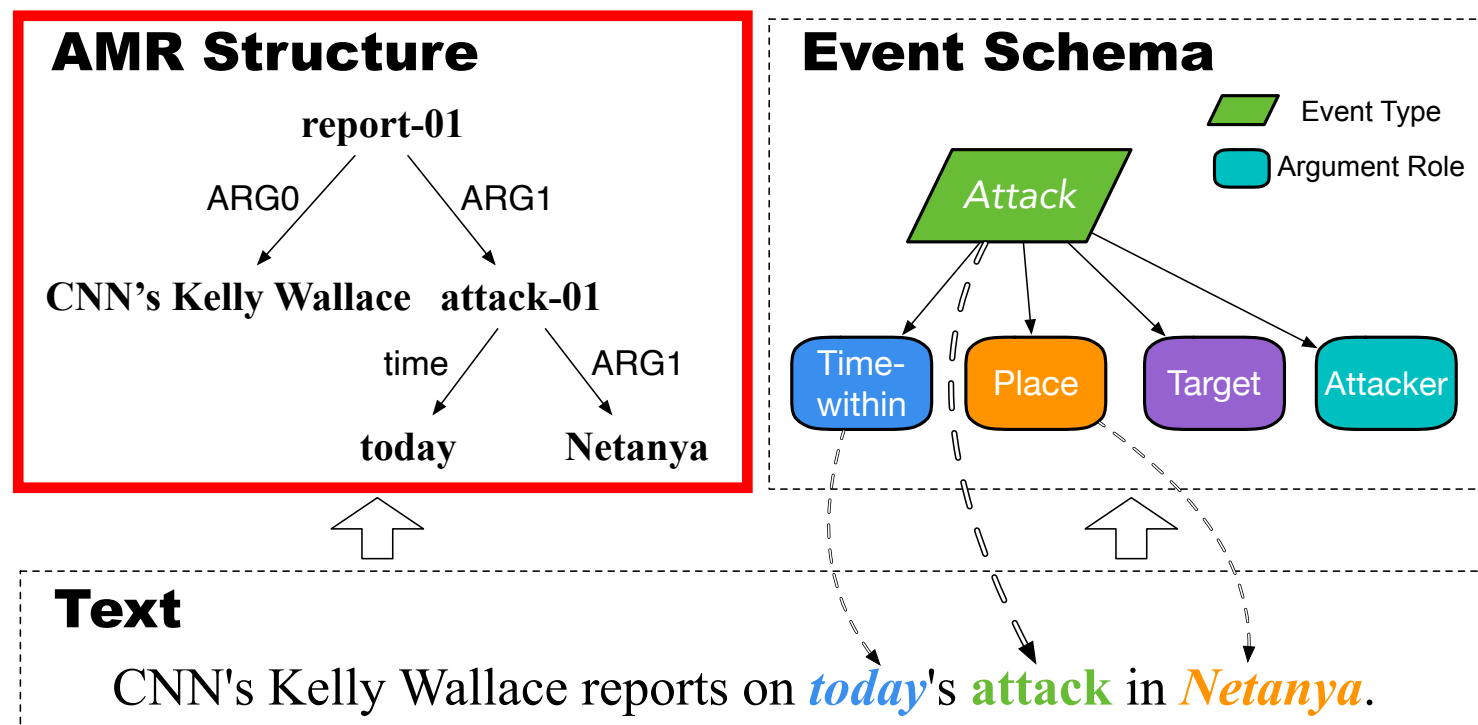 AMR Structure
report-01
ARG0
ARG1
CNN’s Kelly Wallace
attack-01
time
ARG1
today
Netanya
Event Schema
Event Type
Argument Role
Attack
Time-
within
Place
Target
Attacker
Text
CNN's Kelly Wallace reports on today's attack in Netanya.